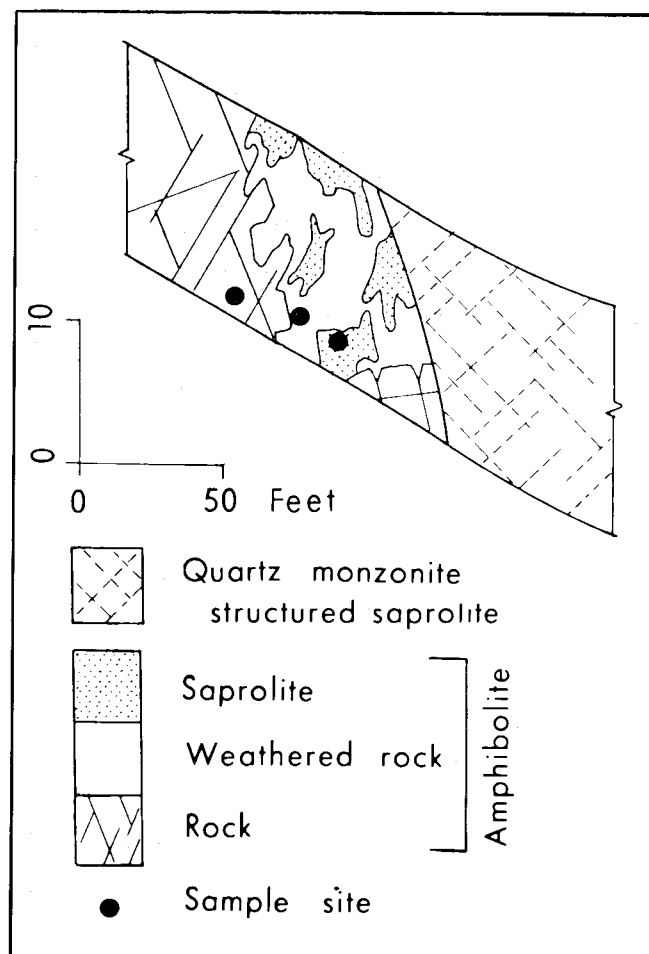 10
0
0 50 Feet
Quartz monzonite
structured saprolite
Saprolite
Weathered rock
Rock
Amphibolite
Sample site